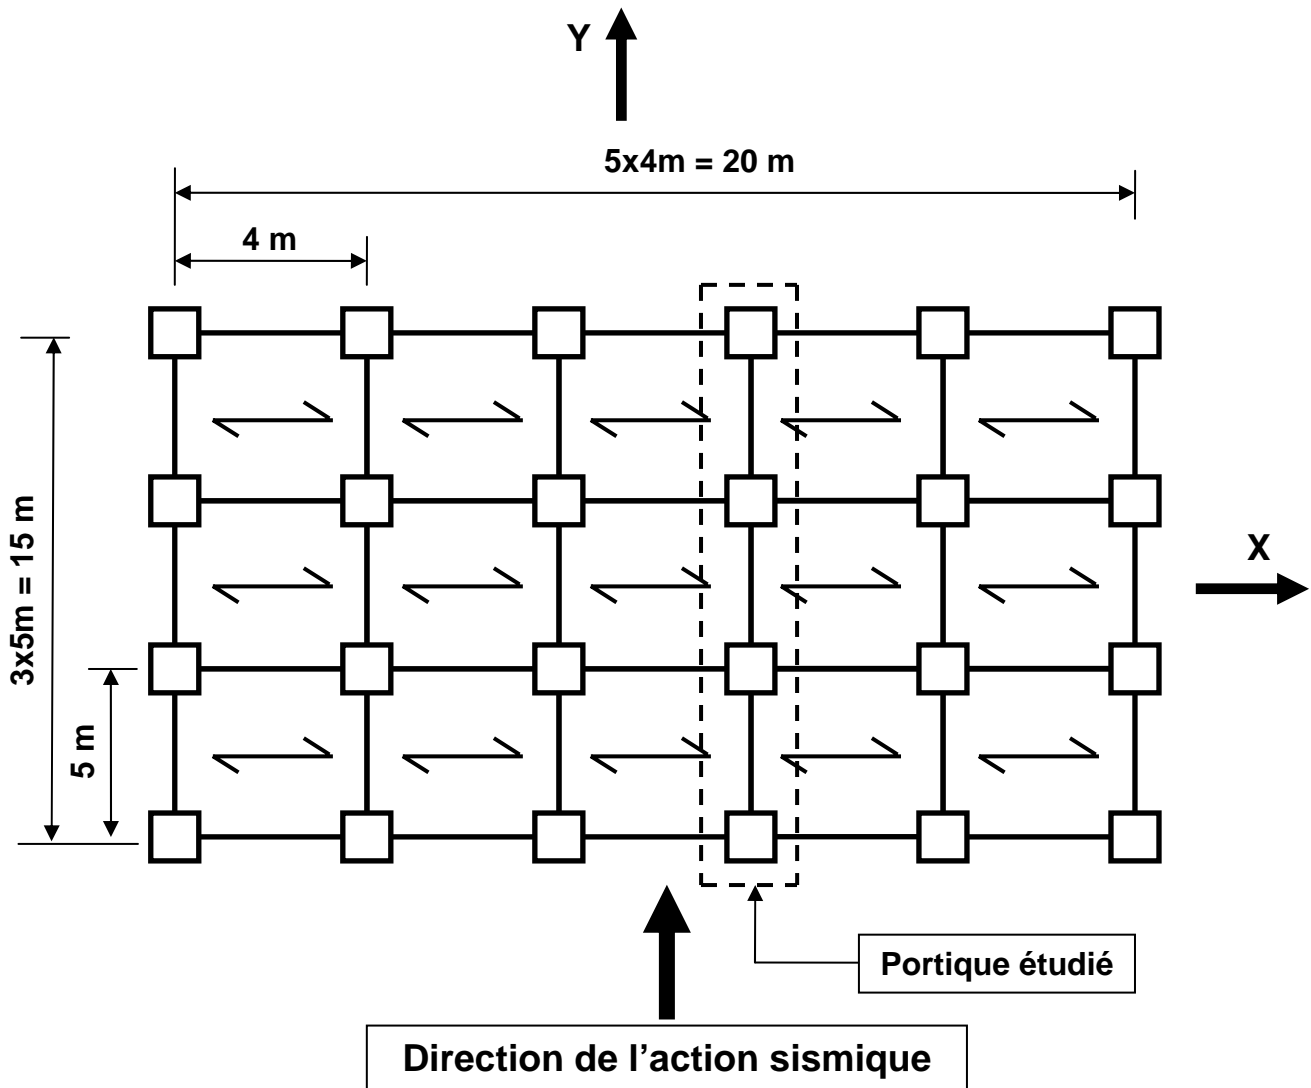 Y
5x4m = 20 m
4 m
3x5m = 15 m
X
5 m
Portique étudié
Direction de l’action sismique